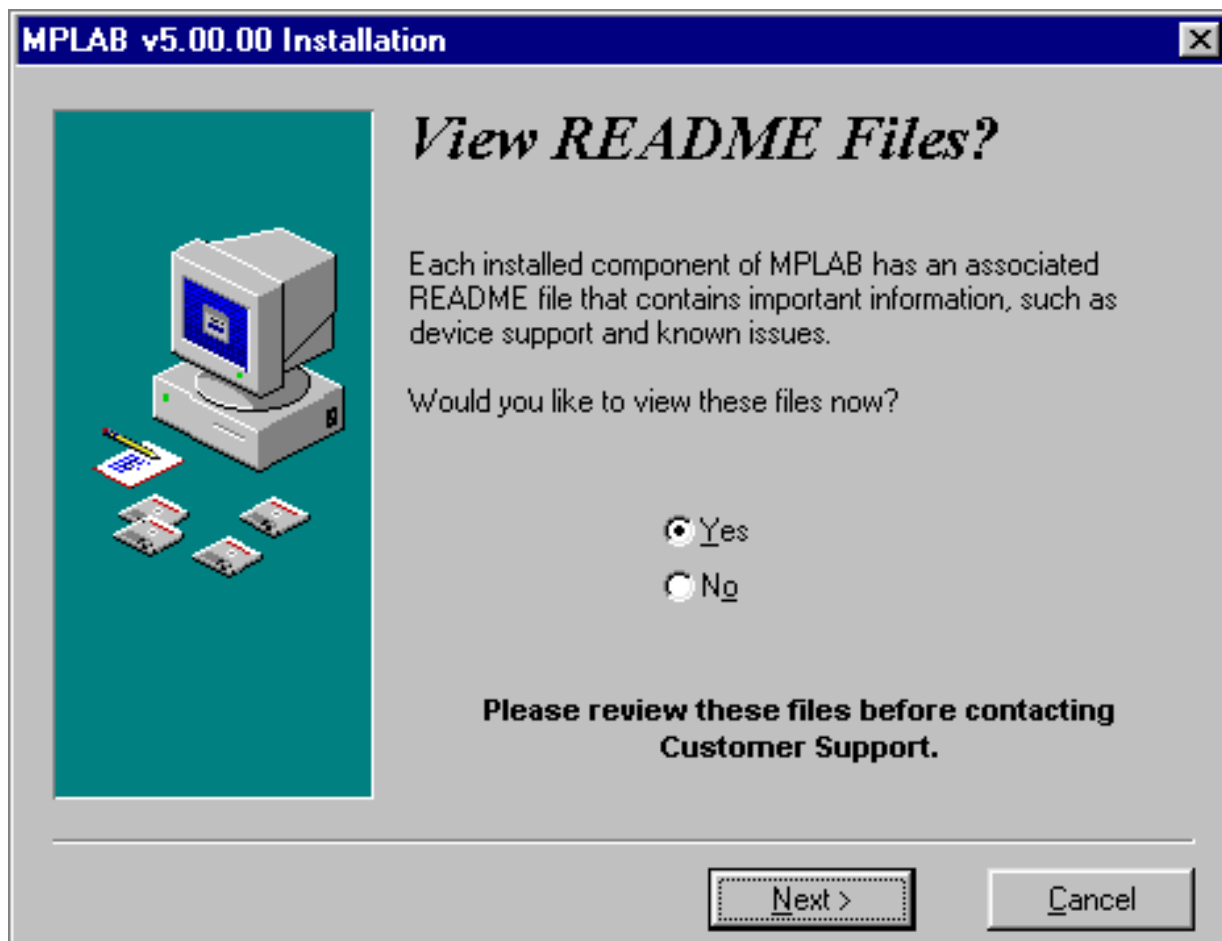 MPLAB v5.00.00 Installation
View README Files?
Each installed component of MPLAB has an associated
README file that contains important information, such as
device support and known issues.
Would you like to view these files now?
Yes
No
Please review these files before contacting
Customer Support.
Next >
Cancel